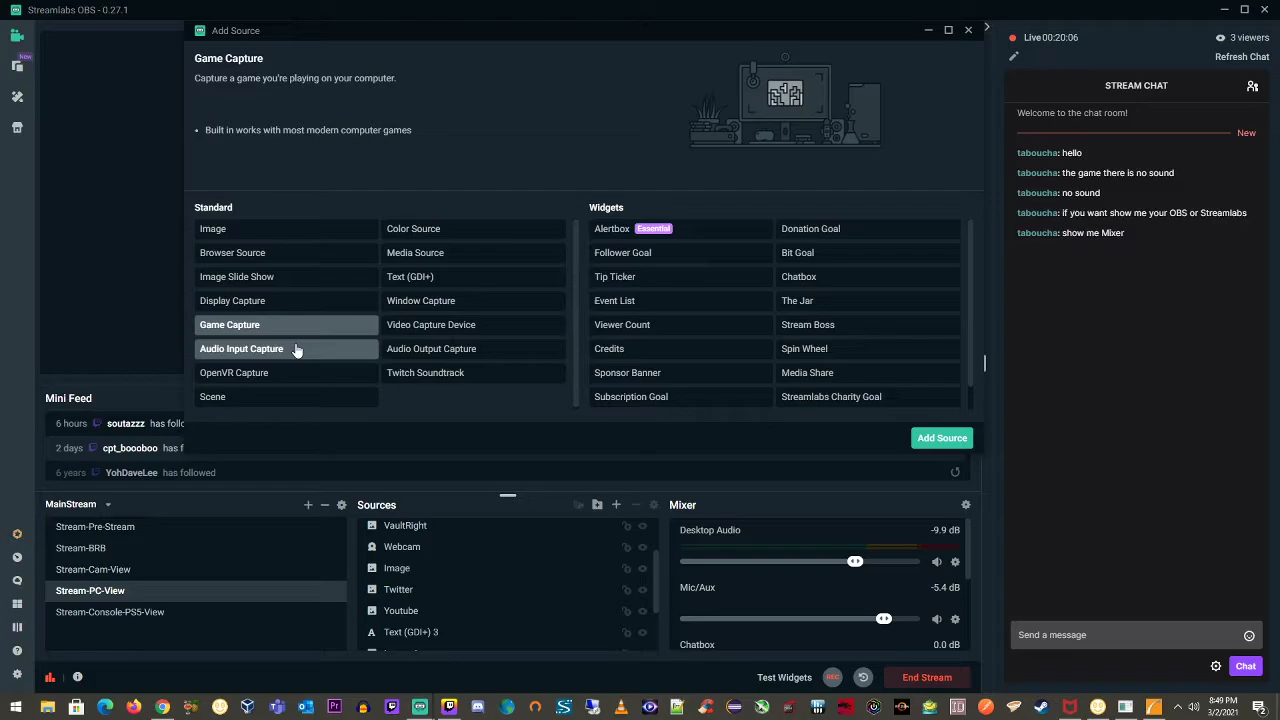 Streamlabs OBS - 0.27.1
Add Source
Game Capture
Capture a game you're playing on your computer.
• Built in works with most modern computer games
Standard
Image
Color Source
Browser Source
Media Source
Image Slide Show
Text (GDI+)
Display Capture
Window Capture
Game Capture
Video Capture Device
Audio Input Capture
Audio Output Capture
OpenVR Capture
Twitch Soundtrack
Scene
Widgets
Alertbox Essential
Donation Goal
Follower Goal
Bit Goal
Tip Ticker
Chatbox
Event List
The Jar
Viewer Count
Stream Boss
Credits
Spin Wheel
Sponsor Banner
Media Share
Subscription Goal
Streamlabs Charity Goal
Add Source
New
Mini Feed
6 hours soutazzz has follo
2 days cpt_boooboo has f
6 years YohDaveLee has followed
MainStream
Stream-Pre-Stream
Stream-BRB
Stream-Cam-View
Stream-PC-View
Stream-Console-PS5-View
Sources
VaultRight
Webcam
Image
Twitter
Youtube
A Text (GDI+) 3
Mixer
Desktop Audio -9.9 dB
Mic/Aux -5.4 dB
Chatbox 0.0 dB
Test Widgets REC End Stream
Live 00:20:06 3 viewers
Refresh Chat
STREAM CHAT
Welcome to the chat room!
New
taboucha: hello
taboucha: the game there is no sound
taboucha: no sound
taboucha: if you want show me your OBS or Streamlabs
taboucha: show me Mixer
Send a message
Chat
8:49 PM
3/2/2021